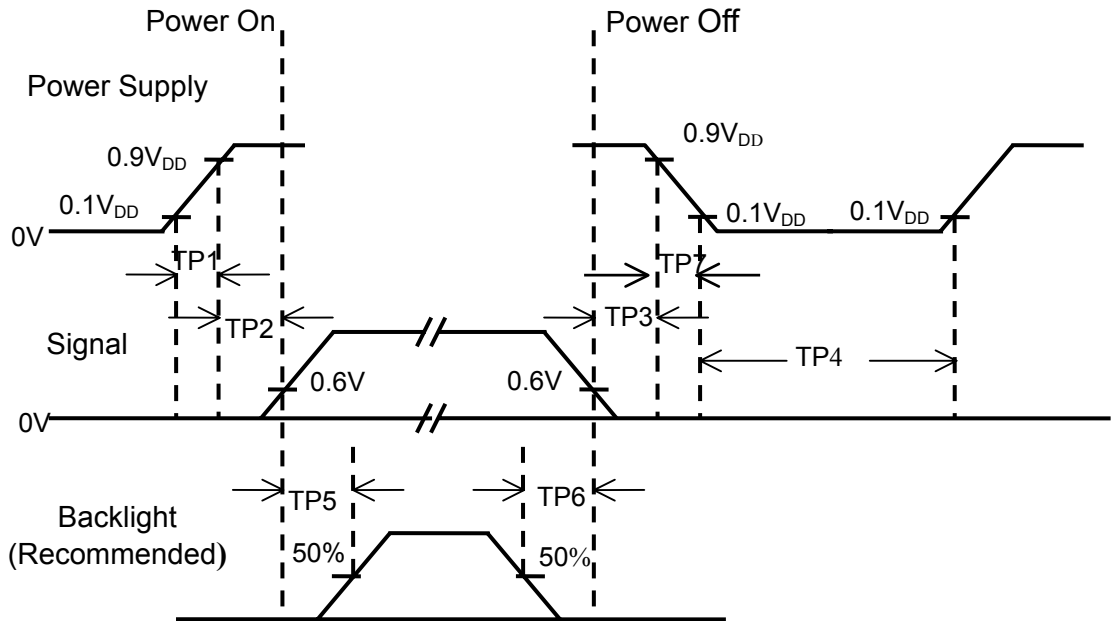 Power On
Power Off
Power Supply
0.9VDD
0.9VDD
0.1VDD
0.1VDD
0.1VDD
0V
TP1
TP7
TP2
TP3
Signal
TP4
0.6V
0.6V
0V
TP5
TP6
Backlight
(Recommended)
50%
50%